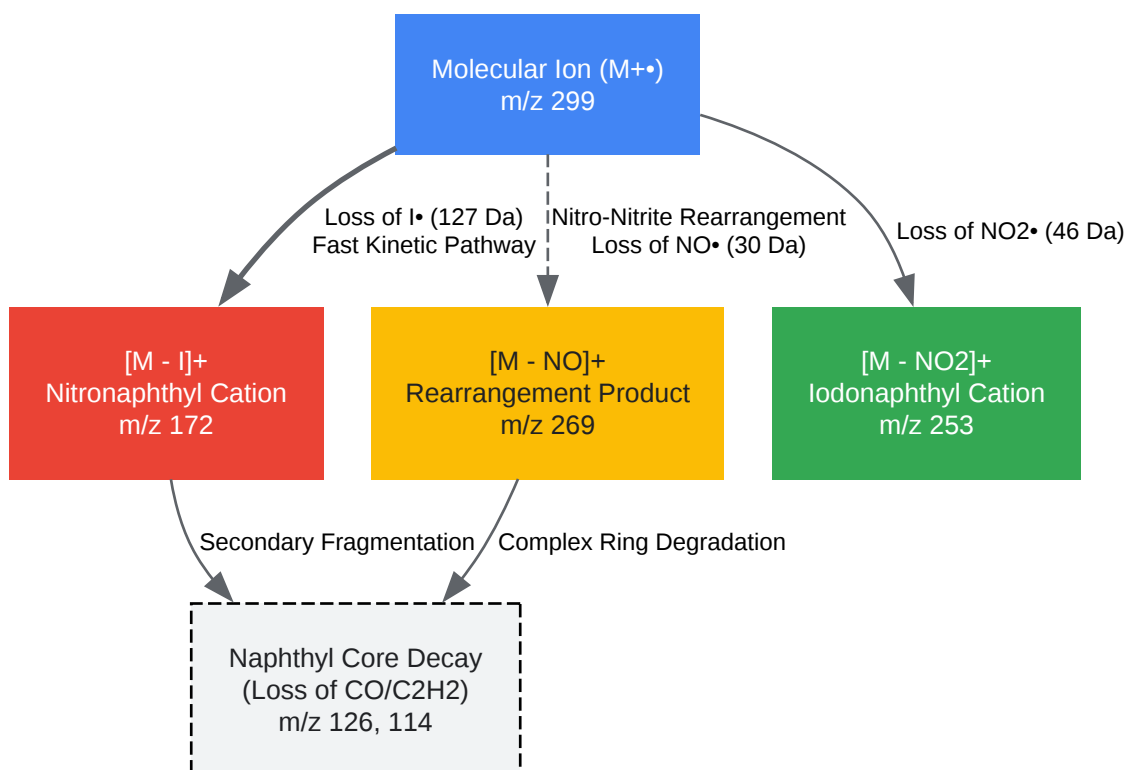 Molecular Ion (M+•)
m/z 299
Loss of I• (127 Da)
Fast Kinetic Pathway
Nitro-Nitrite Rearrangement
Loss of NO• (30 Da)
Loss of NO2• (46 Da)
[M - I]+
Nitronaphthyl Cation
m/z 172
[M - NO]+
Rearrangement Product
m/z 269
[M - NO2]+
Iodonaphthyl Cation
m/z 253
Secondary Fragmentation
Complex Ring Degradation
Naphthyl Core Decay
(Loss of CO/C2H2)
m/z 126, 114